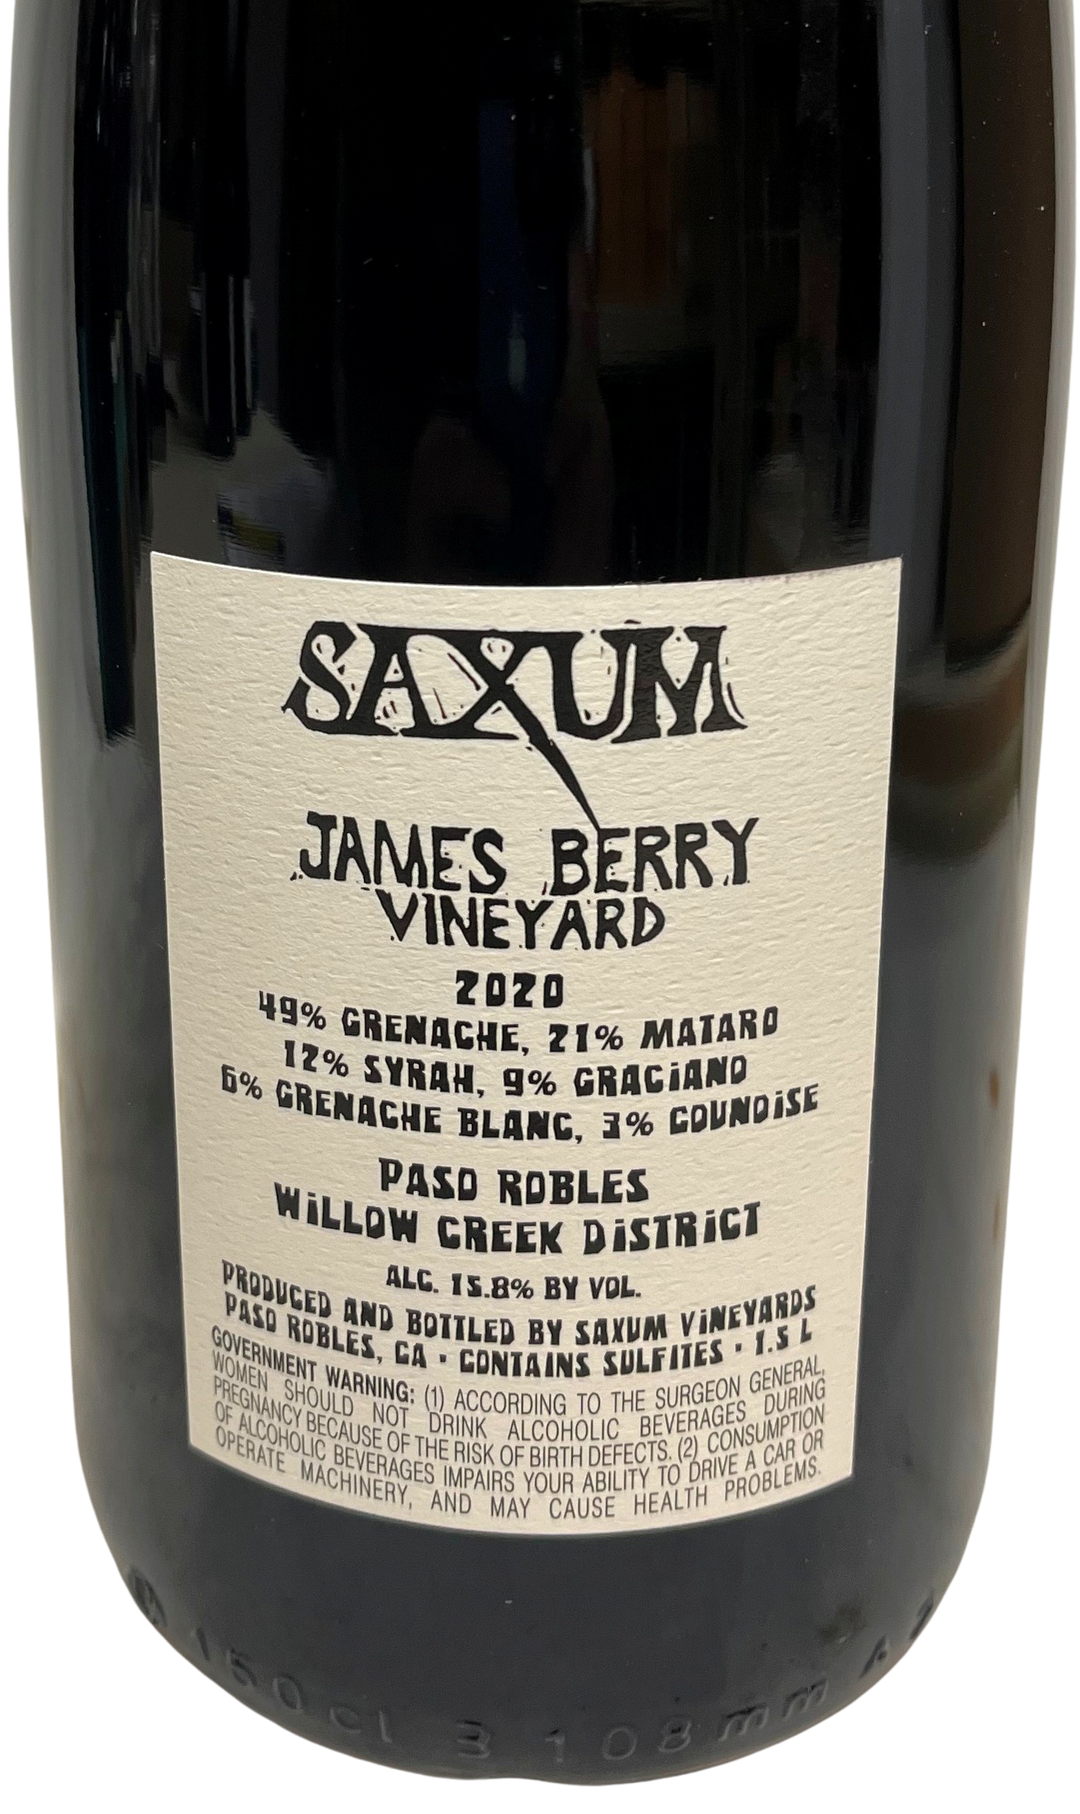 SAXUM
JAMES BERRY
VINEYARD
2020
49% GRENACHE, 21% MATARO
12% SYRAH, 9% GRACiANO
6% GRENACHE BLANC, 3% COUNOiSE
PASO ROBLES
WiLLOW CREEK DiSTRiCT
ALC. 15.8% BY VOL.
PRODUCED AND BOTTLED BY SAXUM ViNEYARDS
PASO ROBLES, CA • CONTAINS SULFITES • 1.5 L
GOVERNMENT WARNING: (1) ACCORDING TO THE SURGEON GENERAL,
WOMEN SHOULD NOT DRINK ALCOHOLIC BEVERAGES DURING
PREGNANCY BECAUSE OF THE RISK OF BIRTH DEFECTS. (2) CONSUMPTION
OF ALCOHOLIC BEVERAGES IMPAIRS YOUR ABILITY TO DRIVE A CAR OR
OPERATE MACHINERY, AND MAY CAUSE HEALTH PROBLEMS.
150cl 3 108mm